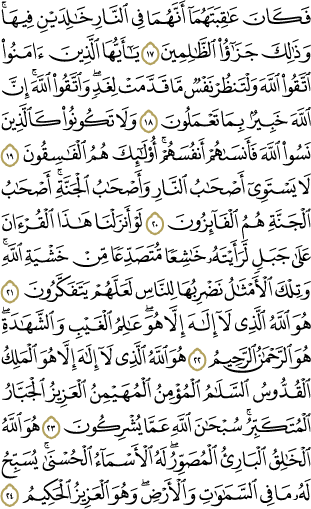 فَكَانَ عَٰقِبَتَهُمَآ أَنَّهُمَا فِي ٱلنَّارِ خَٰلِدَيۡنِ فِيهَاۚ
وَذَٰلِكَ جَزَٰٓؤُاْ ٱلظَّٰلِمِينَ ١٧ يَٰٓأَيُّهَا ٱلَّذِينَ ءَامَنُواْ
ٱتَّقُواْ ٱللَّهَ وَلۡتَنظُرۡ نَفۡسٞ مَّا قَدَّمَتۡ لِغَدٖۖ وَٱتَّقُواْ ٱللَّهَۚ إِنَّ
ٱللَّهَ خَبِيرُۢ بِمَا تَعۡمَلُونَ ١٨ وَلَا تَكُونُواْ كَٱلَّذِينَ
نَسُواْ ٱللَّهَ فَأَنسَىٰهُمۡ أَنفُسَهُمۡۚ أُوْلَٰٓئِكَ هُمُ ٱلۡفَٰسِقُونَ ١٩
لَا يَسۡتَوِيٓ أَصۡحَٰبُ ٱلنَّارِ وَأَصۡحَٰبُ ٱلۡجَنَّةِۚ أَصۡحَٰبُ
ٱلۡجَنَّةِ هُمُ ٱلۡفَآئِزُونَ ٢٠ لَوۡ أَنزَلۡنَا هَٰذَا ٱلۡقُرۡءَانَ
عَلَىٰ جَبَلٖ لَّرَأَيۡتَهُۥ خَٰشِعٗا مُّتَصَدِّعٗا مِّنۡ خَشۡيَةِ ٱللَّهِۚ
وَتِلۡكَ ٱلۡأَمۡثَٰلُ نَضۡرِبُهَا لِلنَّاسِ لَعَلَّهُمۡ يَتَفَكَّرُونَ ٢١
هُوَ ٱللَّهُ ٱلَّذِي لَآ إِلَٰهَ إِلَّا هُوَۖ عَٰلِمُ ٱلۡغَيۡبِ وَٱلشَّهَٰدَةِۖ
هُوَ ٱلرَّحۡمَٰنُ ٱلرَّحِيمُ ٢٢ هُوَ ٱللَّهُ ٱلَّذِي لَآ إِلَٰهَ إِلَّا هُوَ ٱلۡمَلِكُ
ٱلۡقُدُّوسُ ٱلسَّلَٰمُ ٱلۡمُؤۡمِنُ ٱلۡمُهَيۡمِنُ ٱلۡعَزِيزُ ٱلۡجَبَّارُ
ٱلۡمُتَكَبِّرُۚ سُبۡحَٰنَ ٱللَّهِ عَمَّا يُشۡرِكُونَ ٢٣ هُوَ ٱللَّهُ
ٱلۡخَٰلِقُ ٱلۡبَارِئُ ٱلۡمُصَوِّرُۖ لَهُ ٱلۡأَسۡمَآءُ ٱلۡحُسۡنَىٰۚ يُسَبِّحُ
لَهُۥ مَا فِي ٱلسَّمَٰوَٰتِ وَٱلۡأَرۡضِۖ وَهُوَ ٱلۡعَزِيزُ ٱلۡحَكِيمُ ٢٤